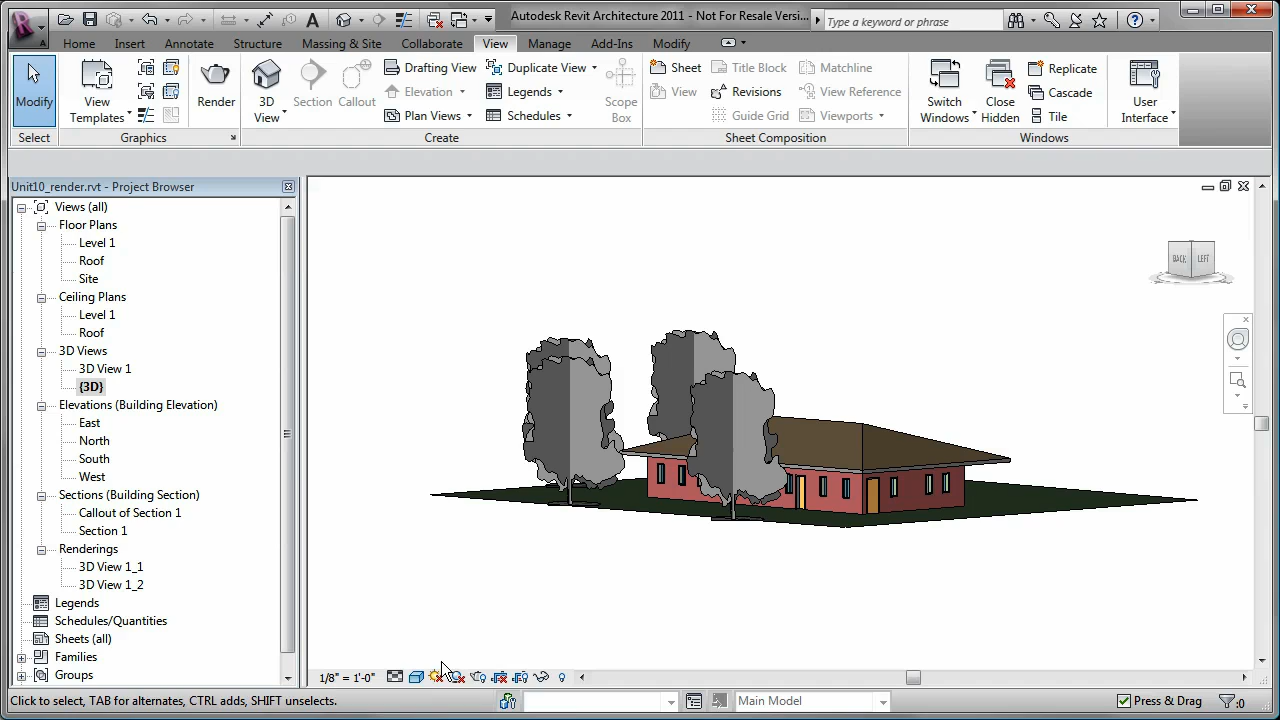 Autodesk Revit Architecture 2011 - Not For Resale Versi...
Type a keyword or phrase
Home Insert Annotate Structure Massing & Site Collaborate View Manage Add-Ins Modify
Modify
View Templates
Render
3D View
Section
Callout
Drafting View
Elevation
Plan Views
Duplicate View
Legends
Schedules
Scope Box
Sheet
View
Title Block
Revisions
Guide Grid
Matchline
View Reference
Viewports
Switch Windows
Close Hidden
Replicate
Cascade
Tile
User Interface
Select Graphics Create Sheet Composition Windows
Unit10_render.rvt - Project Browser
Views (all)
Floor Plans
Level 1
Roof
Site
Ceiling Plans
Level 1
Roof
3D Views
3D View 1
{3D}
Elevations (Building Elevation)
East
North
South
West
Sections (Building Section)
Callout of Section 1
Section 1
Renderings
3D View 1_1
3D View 1_2
Legends
Schedules/Quantities
Sheets (all)
Families
Groups
BACK LEFT
1/8" = 1'-0"
Click to select, TAB for alternates, CTRL adds, SHIFT unselects.
Main Model
Press & Drag
:0